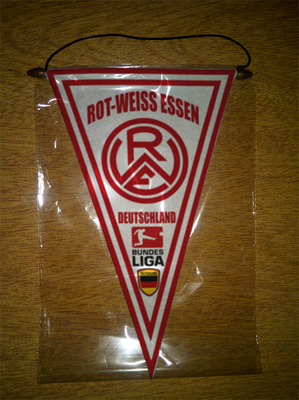 ROT-WEISS ESSEN
RWE
DEUTSCHLAND
BUNDES
LIGA